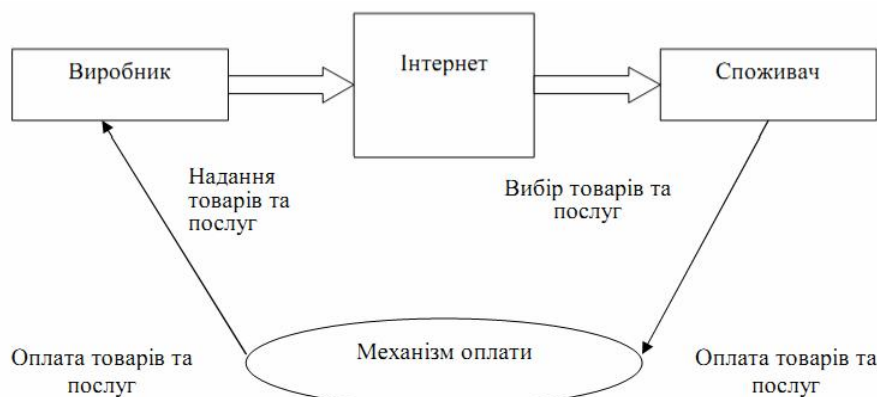 Виробник
Інтернет
Споживач
Надання
товарів та
послуг
Вибір товарів та
послуг
Механізм оплати
Оплата товарів та
послуг
Оплата товарів та
послуг